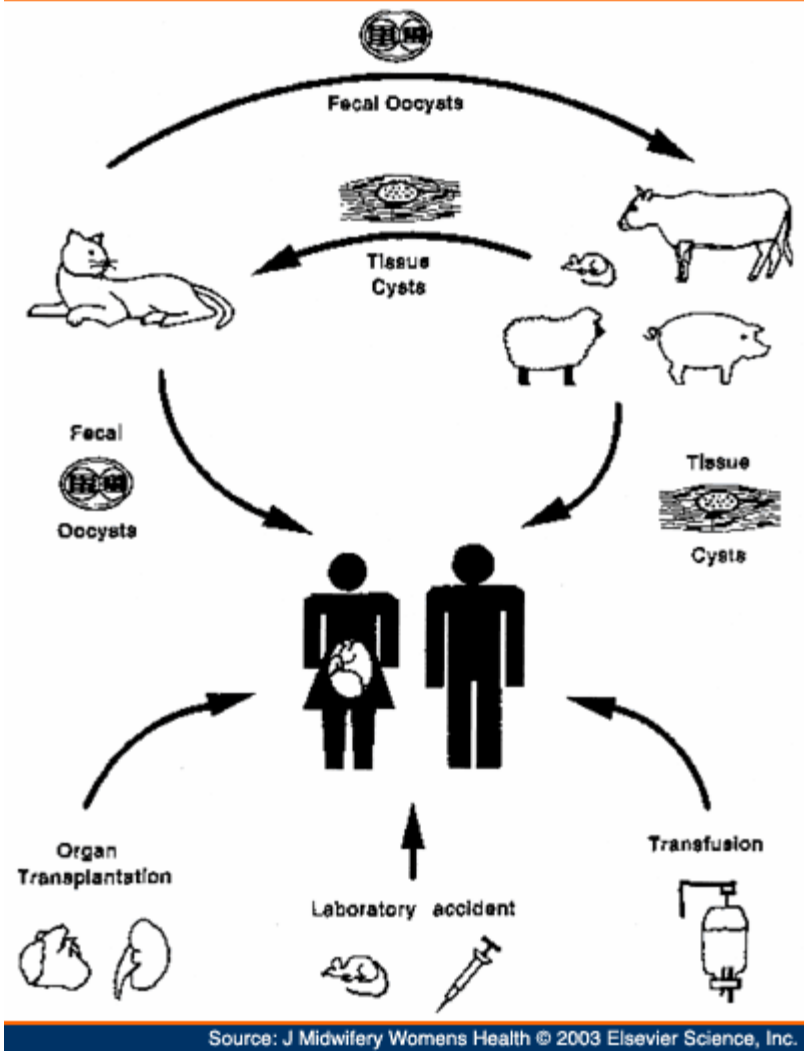 Fecal Oocysts
Tissue
Cysts
Fecal
Oocysts
Tissue
Cysts
Organ
Transplantation
Laboratory accident
Transfusion
Source: J Midwifery Womens Health © 2003 Elsevier Science, Inc.